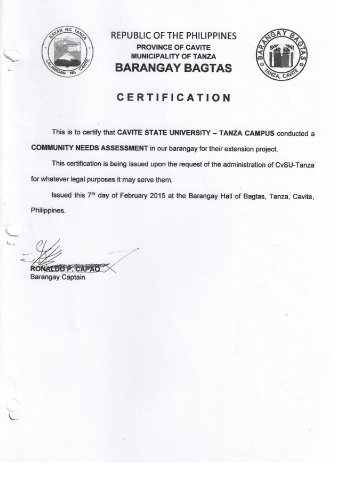 BAYAN NG TANZA
LALAWIGAN NG CAVITE
REPUBLIC OF THE PHILIPPINES
PROVINCE OF CAVITE
MUNICIPALITY OF TANZA
BARANGAY BAGTAS
BARANGAY BAGTAS
TANZA, CAVITE
CERTIFICATION
This is to certify that CAVITE STATE UNIVERSITY – TANZA CAMPUS conducted a
COMMUNITY NEEDS ASSESSMENT in our barangay for their extension project.
This certification is being issued upon the request of the administration of CvSU-Tanza
for whatever legal purposes it may serve them.
Issued this 7th day of February 2015 at the Barangay Hall of Bagtas, Tanza, Cavite,
Philippines.
RONALDO P. CAPAO
Barangay Captain